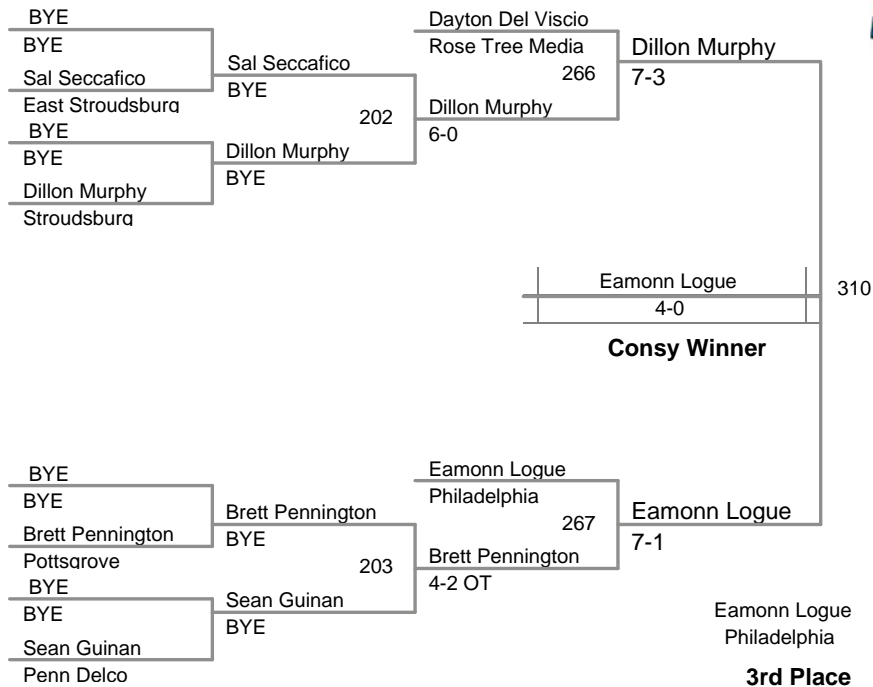 BYE
BYE
Sal Seccafico
East Stroudsburg
BYE
BYE
Dillon Murphy
Stroudsburg
Sal Seccafico
BYE
202
Dillon Murphy
BYE
Dayton Del Viscio
Rose Tree Media
266
Dillon Murphy
6-0
Dillon Murphy
7-3
Eamonn Logue
4-0
310
Consy Winner
BYE
BYE
Brett Pennington
Pottsgrove
BYE
BYE
Sean Guinan
Penn Delco
Brett Pennington
BYE
203
Sean Guinan
BYE
Eamonn Logue
Philadelphia
267
Brett Pennington
4-2 OT
Eamonn Logue
7-1
Eamonn Logue
Philadelphia
3rd Place